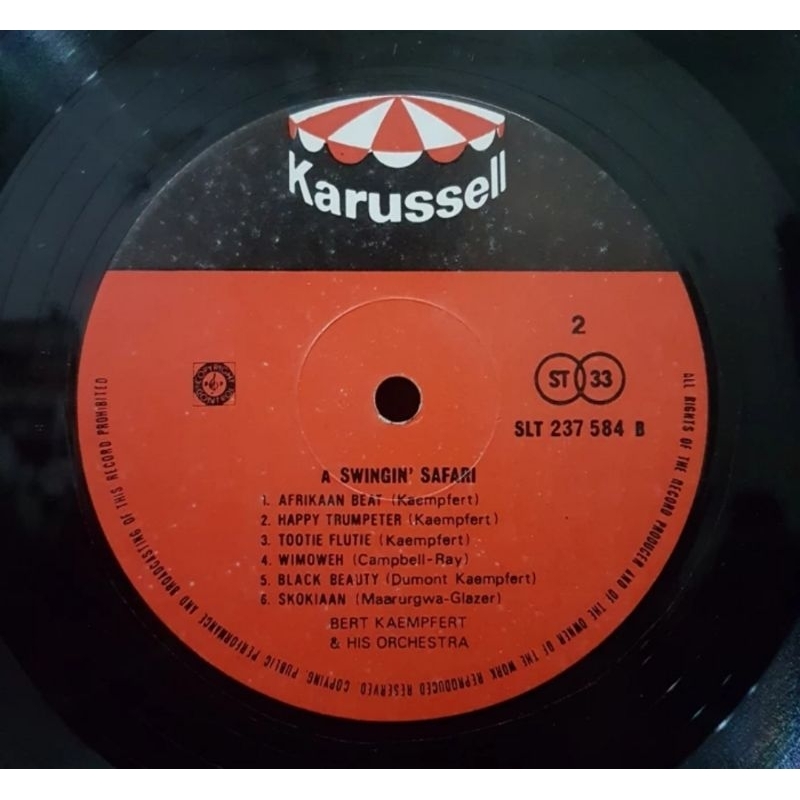 Karussell
2
ST 33
SLT 237 584 B
COPYRIGHT CONTROL
A SWINGIN' SAFARI
1. AFRIKAAN BEAT (Kaempfert)
2. HAPPY TRUMPETER (Kaempfert)
3. TOOTIE FLUTIE (Kaempfert)
4. WIMOWEH (Campbell-Ray)
5. BLACK BEAUTY (Dumont Kaempfert)
6. SKOKIAAN (Maarurgwa-Glazer)
BERT KAEMPFERT
& HIS ORCHESTRA
ALL RIGHTS OF THE RECORD PRODUCER AND OF THE OWNER OF THE WORK REPRODUCED RESERVED. COPYING, PUBLIC PERFORMANCE AND BROADCASTING OF THIS RECORD PROHIBITED